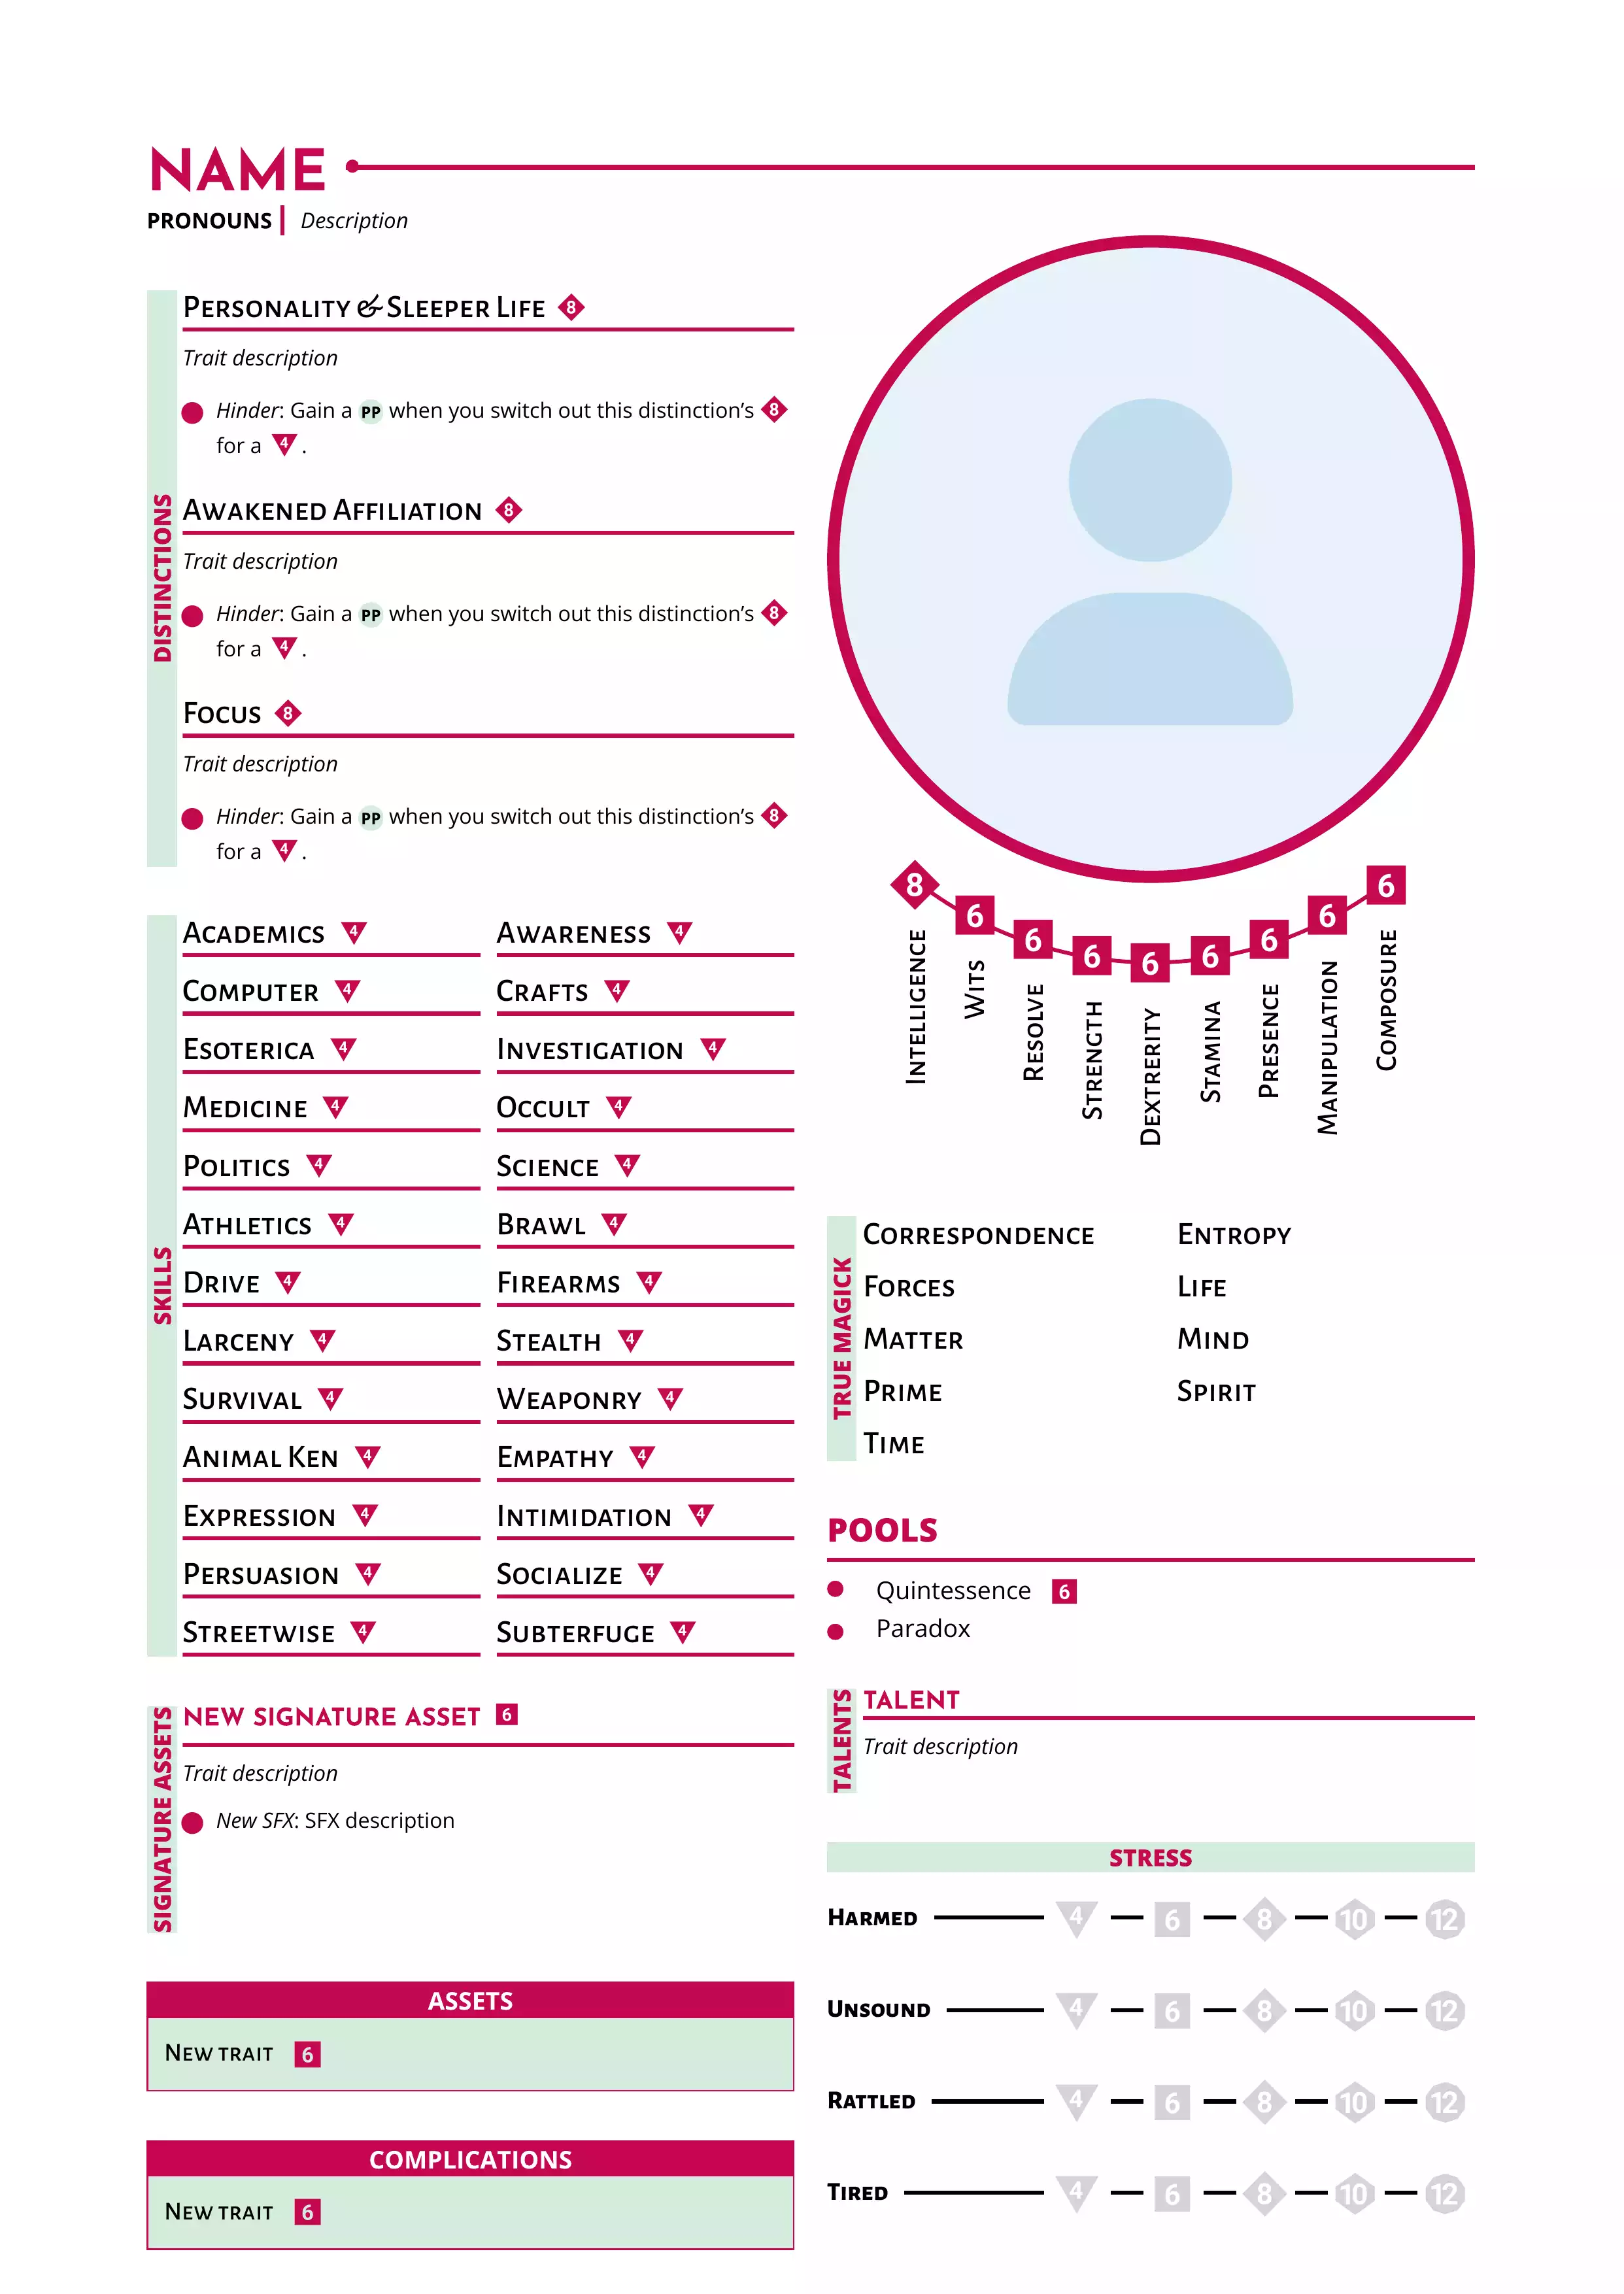 NAME
PRONOUNS Description
DISTINCTIONS
Personality & Sleeper Life 8
Trait description
Hinder: Gain a PP when you switch out this distinction’s 8
for a 4 .
Awakened Affiliation 8
Trait description
Hinder: Gain a PP when you switch out this distinction’s 8
for a 4 .
Focus 8
Trait description
Hinder: Gain a PP when you switch out this distinction’s 8
for a 4 .
SKILLS
Academics 4 Awareness 4
Computer 4 Crafts 4
Esoterica 4 Investigation 4
Medicine 4 Occult 4
Politics 4 Science 4
Athletics 4 Brawl 4
Drive 4 Firearms 4
Larceny 4 Stealth 4
Survival 4 Weaponry 4
Animal Ken 4 Empathy 4
Expression 4 Intimidation 4
Persuasion 4 Socialize 4
Streetwise 4 Subterfuge 4
SIGNATURE ASSETS
NEW SIGNATURE ASSET 6
Trait description
New SFX: SFX description
ASSETS
New trait 6
COMPLICATIONS
New trait 6
8 Intelligence
6 Wits
6 Resolve
6 Strength
6 Dextrerity
6 Stamina
6 Presence
6 Manipulation
6 Composure
TRUE MAGICK
Correspondence Entropy
Forces Life
Matter Mind
Prime Spirit
Time
POOLS
Quintessence 6
Paradox
TALENTS
TALENT
Trait description
STRESS
Harmed 4 6 8 10 12
Unsound 4 6 8 10 12
Rattled 4 6 8 10 12
Tired 4 6 8 10 12